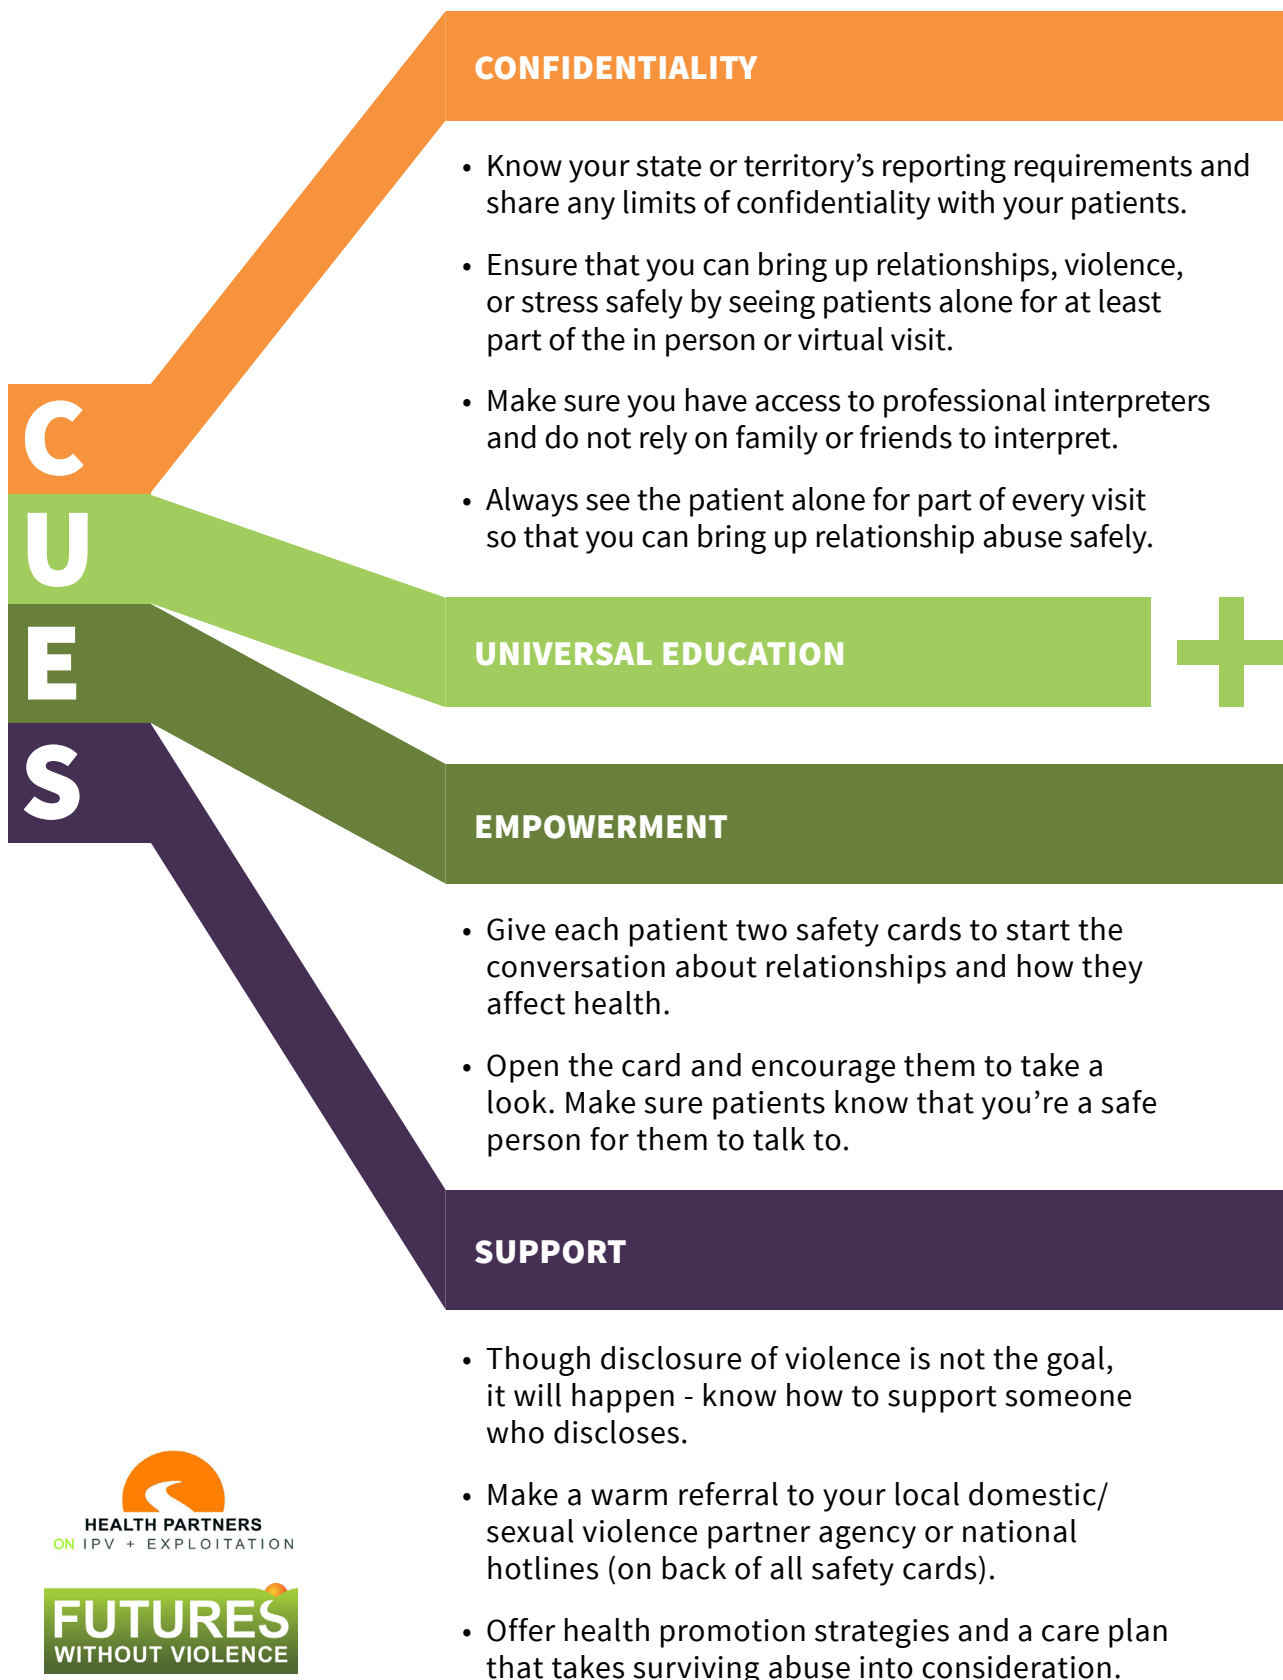 CONFIDENTIALITY
• Know your state or territory’s reporting requirements and
share any limits of confidentiality with your patients.
• Ensure that you can bring up relationships, violence,
or stress safely by seeing patients alone for at least
part of the in person or virtual visit.
• Make sure you have access to professional interpreters
and do not rely on family or friends to interpret.
• Always see the patient alone for part of every visit
so that you can bring up relationship abuse safely.
C
U
E
S
UNIVERSAL EDUCATION +
EMPOWERMENT
• Give each patient two safety cards to start the
conversation about relationships and how they
affect health.
• Open the card and encourage them to take a
look. Make sure patients know that you’re a safe
person for them to talk to.
SUPPORT
• Though disclosure of violence is not the goal,
it will happen - know how to support someone
who discloses.
• Make a warm referral to your local domestic/
sexual violence partner agency or national
hotlines (on back of all safety cards).
• Offer health promotion strategies and a care plan
that takes surviving abuse into consideration.
HEALTH PARTNERS
ON IPV + EXPLOITATION
FUTURES
WITHOUT VIOLENCE